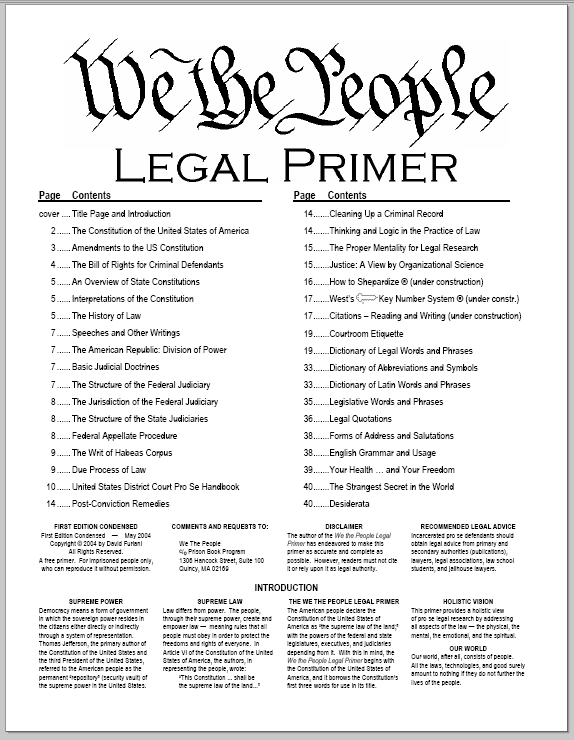 We the People
LEGAL PRIMER
Page Contents
cover .... Title Page and Introduction
2...... The Constitution of the United States of America
3...... Amendments to the US Constitution
4...... The Bill of Rights for Criminal Defendants
5...... An Overview of State Constitutions
5...... Interpretations of the Constitution
5...... The History of Law
7...... Speeches and Other Writings
7...... The American Republic: Division of Power
7...... Basic Judicial Doctrines
7...... The Structure of the Federal Judiciary
8...... The Jurisdiction of the Federal Judiciary
8...... The Structure of the State Judiciaries
8...... Federal Appellate Procedure
9...... The Writ of Habeas Corpus
9...... Due Process of Law
10...... United States District Court Pro Se Handbook
14...... Post-Conviction Remedies
Page Contents
14.......Cleaning Up a Criminal Record
14.......Thinking and Logic in the Practice of Law
15.......The Proper Mentality for Legal Research
15.......Justice: A View by Organizational Science
16.......How to Shepardize ® (under construction)
17.......West's Key Number System ® (under constr.)
17.......Citations – Reading and Writing (under construction)
19.......Courtroom Etiquette
19.......Dictionary of Legal Words and Phrases
33.......Dictionary of Abbreviations and Symbols
33.......Dictionary of Latin Words and Phrases
35.......Legislative Words and Phrases
36.......Legal Quotations
38.......Forms of Address and Salutations
38.......English Grammar and Usage
39.......Your Health ... and Your Freedom
40.......The Strangest Secret in the World
40.......Desiderata
FIRST EDITION CONDENSED
First Edition Condensed — May 2004
Copyright © 2004 by David Furlani
All Rights Reserved.
A free primer. For imprisoned people only,
who can reproduce it without permission.
COMMENTS AND REQUESTS TO:
We The People
c/o Prison Book Program
1306 Hancock Street, Suite 100
Quincy, MA 02169
DISCLAIMER
The author of the We the People Legal
Primer has endeavored to make this
primer as accurate and complete as
possible. However, readers must not cite
it or rely upon it as legal authority.
RECOMMENDED LEGAL ADVICE
Incarcerated pro se defendants should
obtain legal advice from primary and
secondary authorities (publications),
lawyers, legal associations, law school
students, and jailhouse lawyers.
INTRODUCTION
SUPREME POWER
Democracy means a form of government
in which the sovereign power resides in
the citizens either directly or indirectly
through a system of representation.
Thomas Jefferson, the primary author of
the Constitution of the United States and
the third President of the United States,
referred to the American people as the
permanent "repository" (security vault) of
the supreme power in the United States.
SUPREME LAW
Law differs from power. The people,
through their supreme power, create and
empower law — meaning rules that all
people must obey in order to protect the
freedoms and rights of everyone. In
Article VI of the Constitution of the United
States of America, the authors, in
representing the people, wrote:
"This Constitution ... shall be
the supreme law of the land..."
THE WE THE PEOPLE LEGAL PRIMER
The American people declare the
Constitution of the United States of
America is "the supreme law of the land;"
with the powers of the federal and state
legislatures, executives, and judiciaries
depending on it. With this in mind, the
We the People Legal Primer begins with
the Constitution of the United States of
America, and it borrows the Constitution's
first three words for use in its title.
HOLISTIC VISION
This primer provides a holistic view
of pro se legal research by addressing
all aspects of the law — the physical, the
mental, the emotional, and the spiritual.
OUR WORLD
Our world, after all, consists of people.
All the laws, technologies, and good surely
amount to nothing if they do not further the
lives of the people.